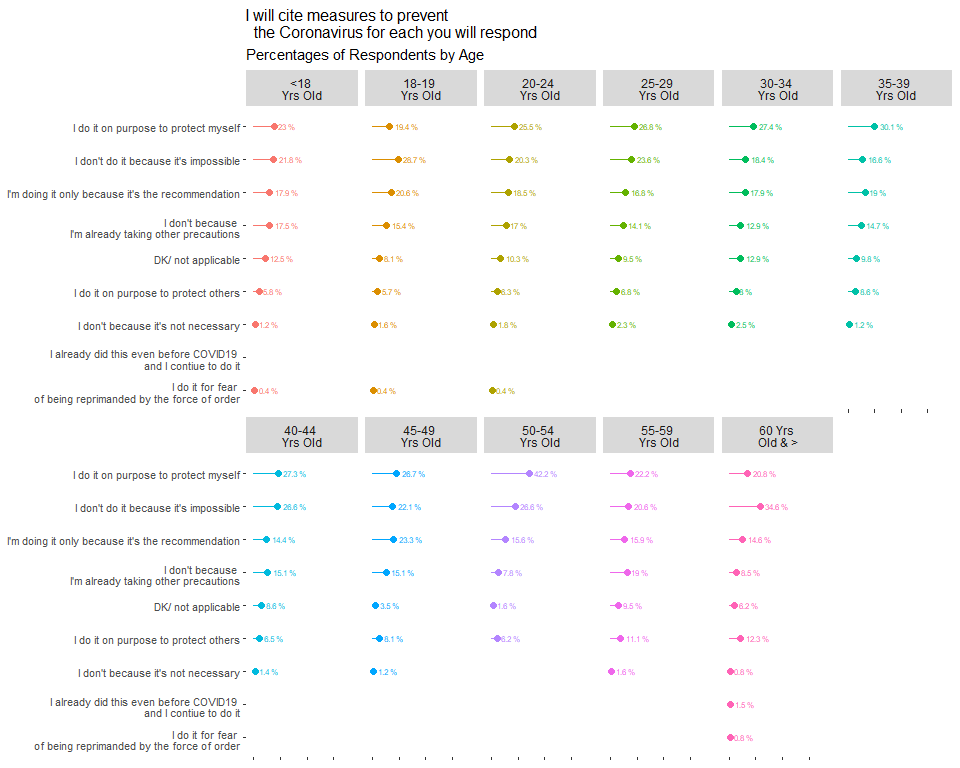 I will cite measures to prevent
the Coronavirus for each you will respond
Percentages of Respondents by Age
<18 18-19 20-24 25-29 30-34 35-39
Yrs Old Yrs Old Yrs Old Yrs Old Yrs Old Yrs Old
I do it on purpose to protect myself 23 % 19.4 % 25.5 % 26.8 % 27.4 % 30.1 %
I don't do it because it's impossible 21.8 % 28.7 % 20.3 % 23.6 % 18.4 % 16.6 %
I'm doing it only because it's the recommendation 17.9 % 20.6 % 18.5 % 16.8 % 17.9 % 19 %
I don't because
I'm already taking other precautions 17.5 % 15.4 % 17 % 14.1 % 12.9 % 14.7 %
DK/ not applicable 12.5 % 8.1 % 10.3 % 9.5 % 12.9 % 9.8 %
I do it on purpose to protect others 5.8 % 5.7 % 6.3 % 6.8 % 8 % 8.6 %
I don't because it's not necessary 1.2 % 1.6 % 1.8 % 2.3 % 2.5 % 1.2 %
I already did this even before COVID19
and I contiue to do it
I do it for fear
of being reprimanded by the force of order 0.4 % 0.4 % 0.4 %
40-44 45-49 50-54 55-59 60 Yrs
Yrs Old Yrs Old Yrs Old Yrs Old Old & >
I do it on purpose to protect myself 27.3 % 26.7 % 42.2 % 22.2 % 20.8 %
I don't do it because it's impossible 26.6 % 22.1 % 26.6 % 20.6 % 34.6 %
I'm doing it only because it's the recommendation 14.4 % 23.3 % 15.6 % 15.9 % 14.6 %
I don't because
I'm already taking other precautions 15.1 % 15.1 % 7.8 % 19 % 8.5 %
DK/ not applicable 8.6 % 3.5 % 1.6 % 9.5 % 6.2 %
I do it on purpose to protect others 6.5 % 8.1 % 6.2 % 11.1 % 12.3 %
I don't because it's not necessary 1.4 % 1.2 % 1.6 % 0.8 %
I already did this even before COVID19
and I contiue to do it 1.5 %
I do it for fear
of being reprimanded by the force of order 0.8 %